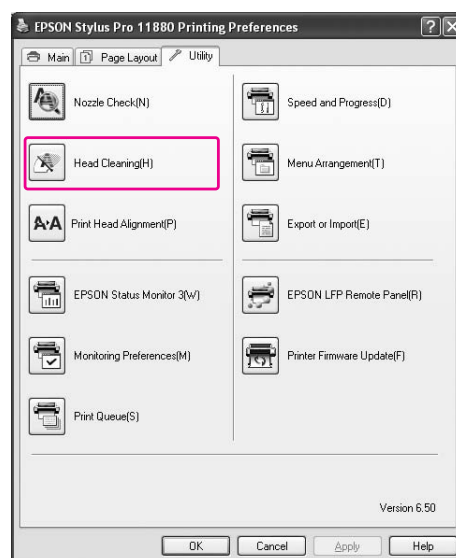 EPSON Stylus Pro 11880 Printing Preferences
Main
Page Layout
Utility
Nozzle Check(N)
Speed and Progress(D)
Head Cleaning(H)
Menu Arrangement(T)
A A
Print Head Alignment(P)
Export or Import(E)
EPSON Status Monitor 3(W)
EPSON LFP Remote Panel(R)
Monitoring Preferences(M)
Printer Firmware Update(F)
Print Queue(S)
Version 6.50
OK
Cancel
Apply
Help